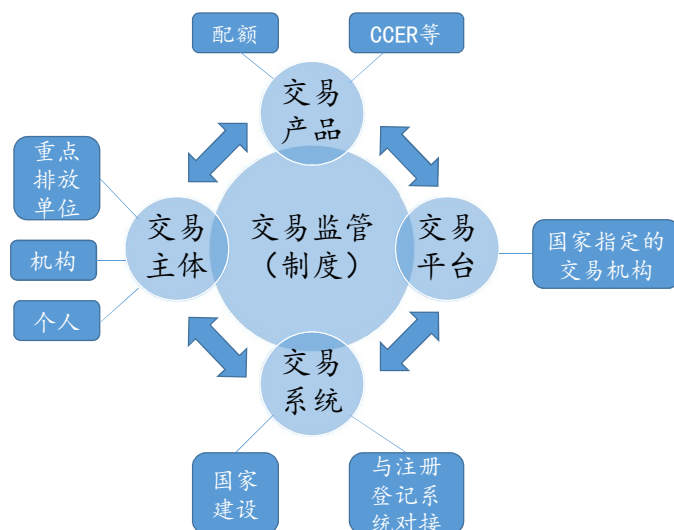 配额
CCER等
交易
产品
重点
排放
单位
交易
主体
交易监管
（制度）
交易
平台
国家指定的
交易机构
机构
个人
交易
系统
国家
建设
与注册
登记系
统对接